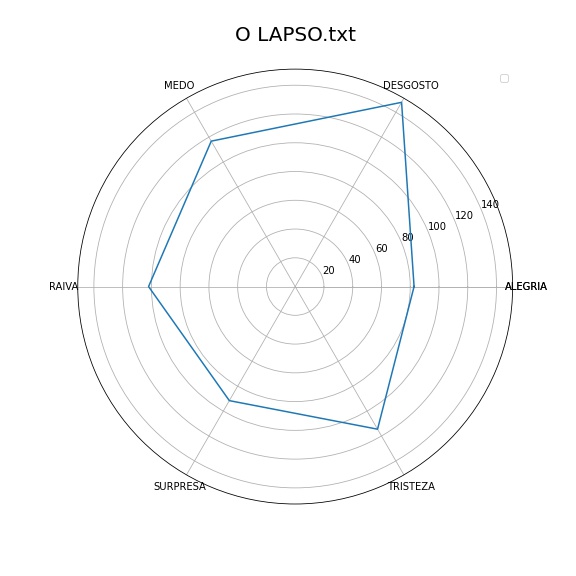 O LAPSO.txt
MEDO
DESGOSTO
140
120
100
80
60
40
20
RAIVA
ALEGRIA
SURPRESA
TRISTEZA